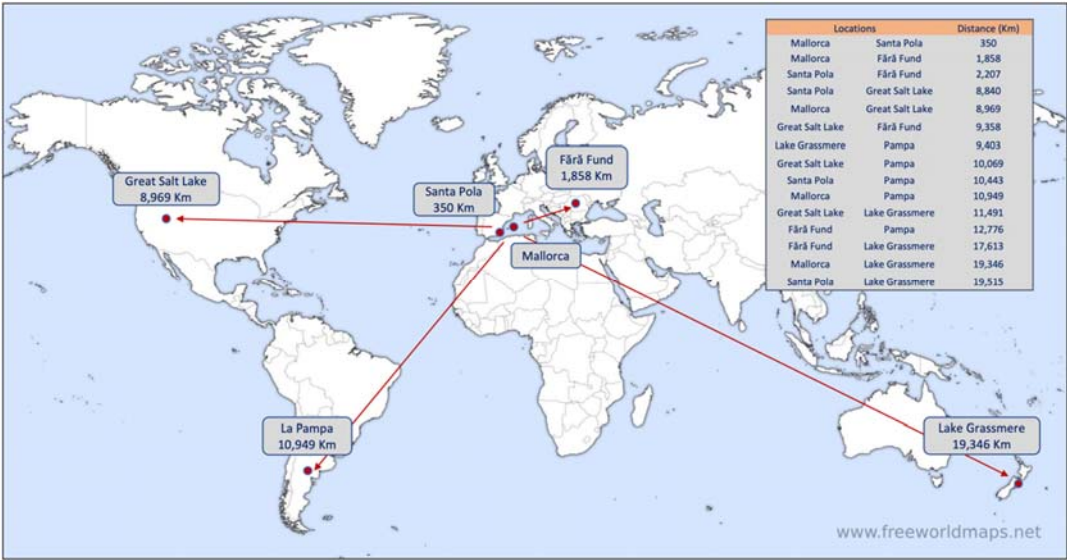 Locations Distance (Km)
Mallorca Santa Pola 350
Mallorca Fără Fund 1,858
Santa Pola Fără Fund 2,207
Santa Pola Great Salt Lake 8,840
Mallorca Great Salt Lake 8,969
Great Salt Lake Fără Fund 9,358
Lake Grassmere Pampa 9,403
Great Salt Lake Pampa 10,069
Santa Pola Pampa 10,443
Mallorca Pampa 10,949
Great Salt Lake Lake Grassmere 11,491
Fără Fund Pampa 12,776
Fără Fund Lake Grassmere 17,613
Mallorca Lake Grassmere 19,346
Santa Pola Lake Grassmere 19,515
Fără Fund
1,858 Km
Great Salt Lake
8,969 Km
Santa Pola
350 Km
Mallorca
La Pampa
10,949 Km
Lake Grassmere
19,346 Km
www.freeworldmaps.net